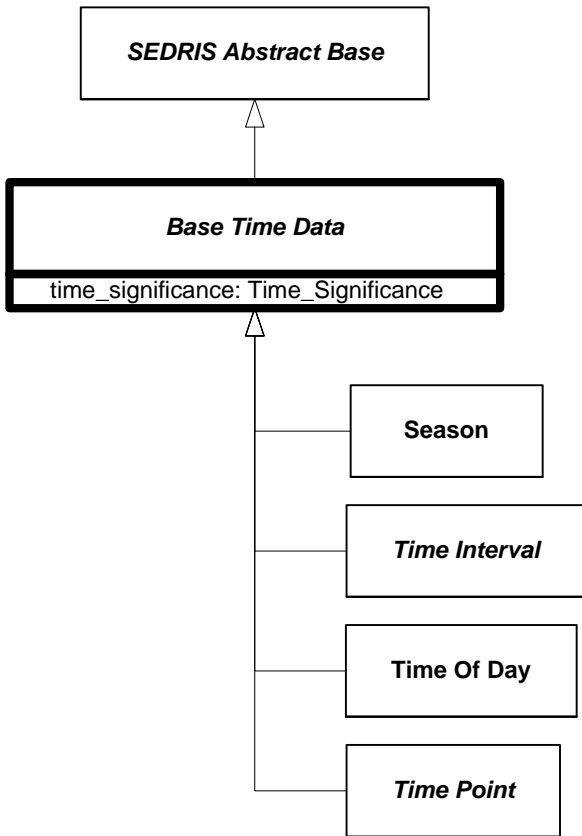 SEDRIS Abstract Base
Base Time Data
time_significance: Time_Significance
Season
Time Interval
Time Of Day
Time Point